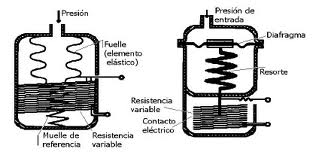 Presión
Fuelle
(elemento
elástico)
Muelle de
referencia
Resistencia
variable
Presión de
entrada
Diafragma
Resorte
Resistencia
variable
Contacto
eléctrico